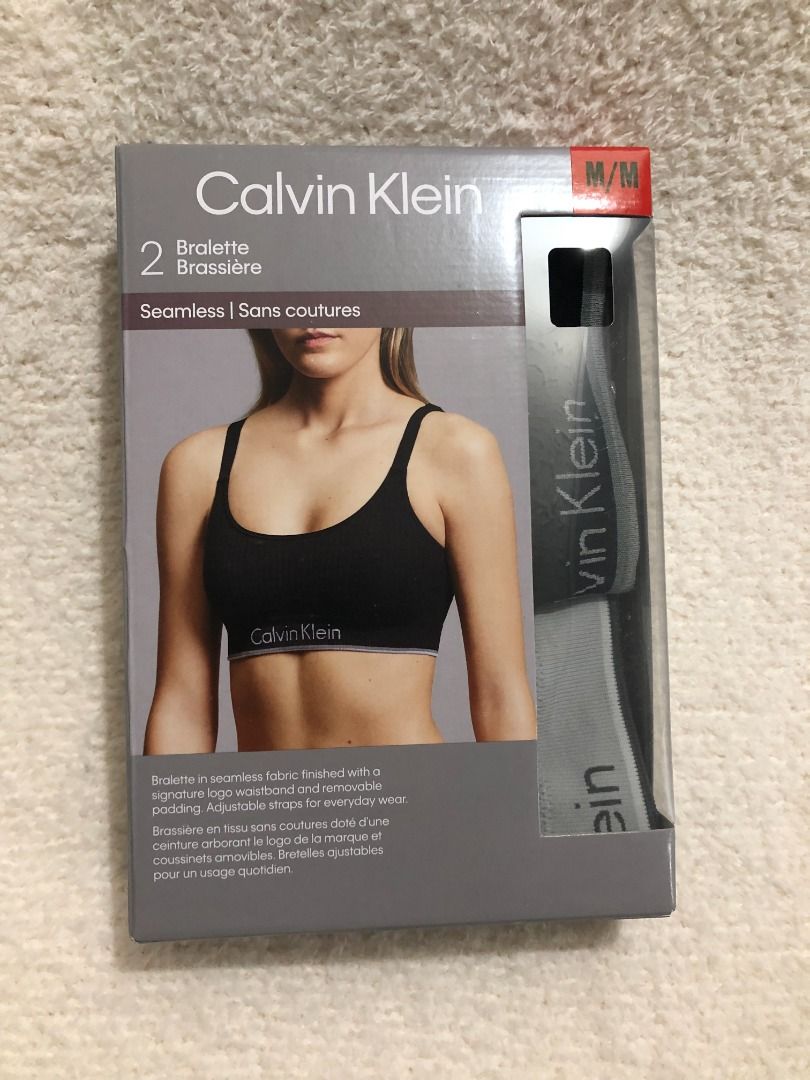 Calvin Klein
M/M
2 Bralette
Brassière
Seamless | Sans coutures
vin Klein
Calvin Klein
ein
Bralette in seamless fabric finished with a
signature logo waistband and removable
padding. Adjustable straps for everyday wear.
Brassière en tissu sans coutures doté d'une
ceinture arborant le logo de la marque et
coussinets amovibles. Bretelles ajustables
pour un usage quotidien.